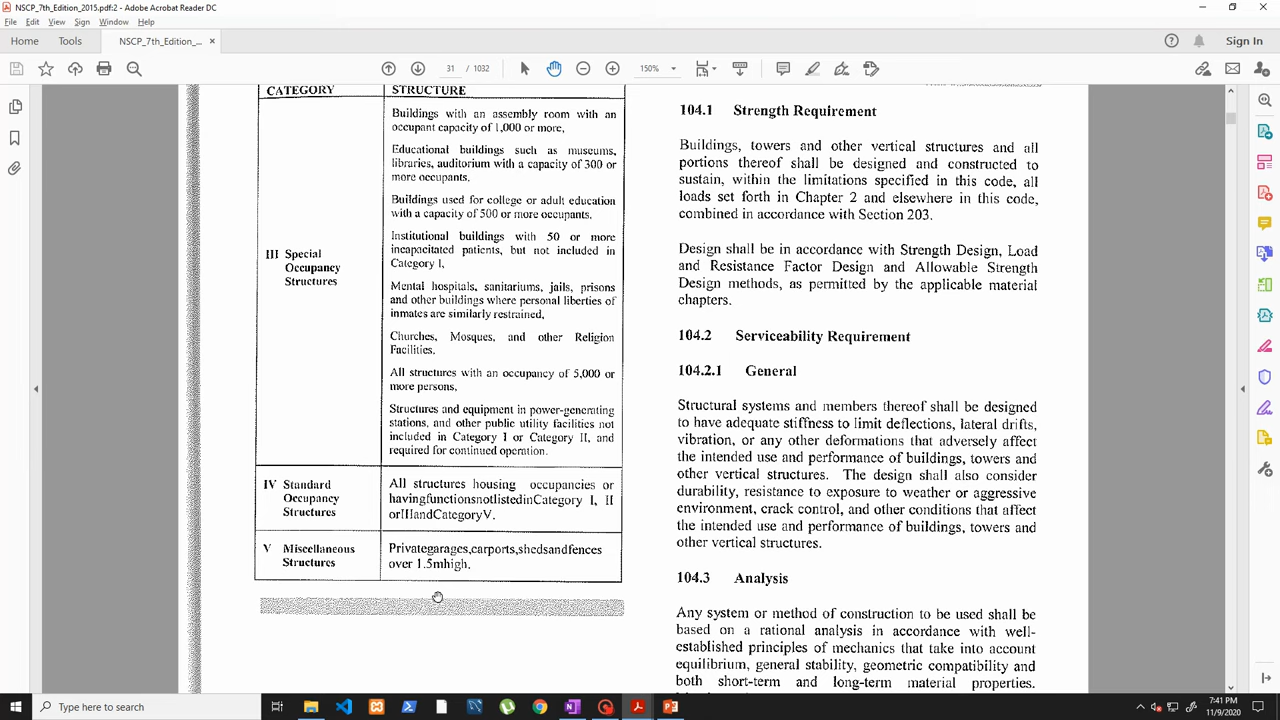 NSCP_7th_Edition_2015.pdf:2 - Adobe Acrobat Reader DC
File Edit View Sign Window Help
Home Tools NSCP_7th_Edition_... × Sign In
31 / 1032 150%
CATEGORY STRUCTURE
Buildings with an assembly room with an
occupant capacity of 1,000 or more,
Educational buildings such as museums,
libraries, auditorium with a capacity of 300 or
more occupants.
Buildings used for college or adult education
with a capacity of 500 or more occupants.
Institutional buildings with 50 or more
incapacitated patients, but not included in
Category I,
III Special
Occupancy
Structures
Mental hospitals, sanitariums, jails, prisons
and other buildings where personal liberties of
inmates are similarly restrained,
Churches, Mosques, and other Religion
Facilities,
All structures with an occupancy of 5,000 or
more persons,
Structures and equipment in power-generating
stations, and other public utility facilities not
included in Category I or Category II, and
required for continued operation.
IV Standard
Occupancy
Structures
All structures housing occupancies or
havingfunctionsnotlistedinCategory I, II
orIIIandCategoryV.
V Miscellaneous
Structures
Privategarages,carports,shedsandfences
over 1.5mhigh,
104.1 Strength Requirement
Buildings, towers and other vertical structures and all
portions thereof shall be designed and constructed to
sustain, within the limitations specified in this code, all
loads set forth in Chapter 2 and elsewhere in this code,
combined in accordance with Section 203.
Design shall be in accordance with Strength Design, Load
and Resistance Factor Design and Allowable Strength
Design methods, as permitted by the applicable material
chapters.
104.2 Serviceability Requirement
104.2.1 General
Structural systems and members thereof shall be designed
to have adequate stiffness to limit deflections, lateral drifts,
vibration, or any other deformations that adversely affect
the intended use and performance of buildings, towers and
other vertical structures. The design shall also consider
durability, resistance to exposure to weather or aggressive
environment, crack control, and other conditions that affect
the intended use and performance of buildings, towers and
other vertical structures.
104.3 Analysis
Any system or method of construction to be used shall be
based on a rational analysis in accordance with well-
established principles of mechanics that take into account
equilibrium, general stability, geometric compatibility and
both short-term and long-term material properties.
Type here to search
7:41 PM
11/9/2020